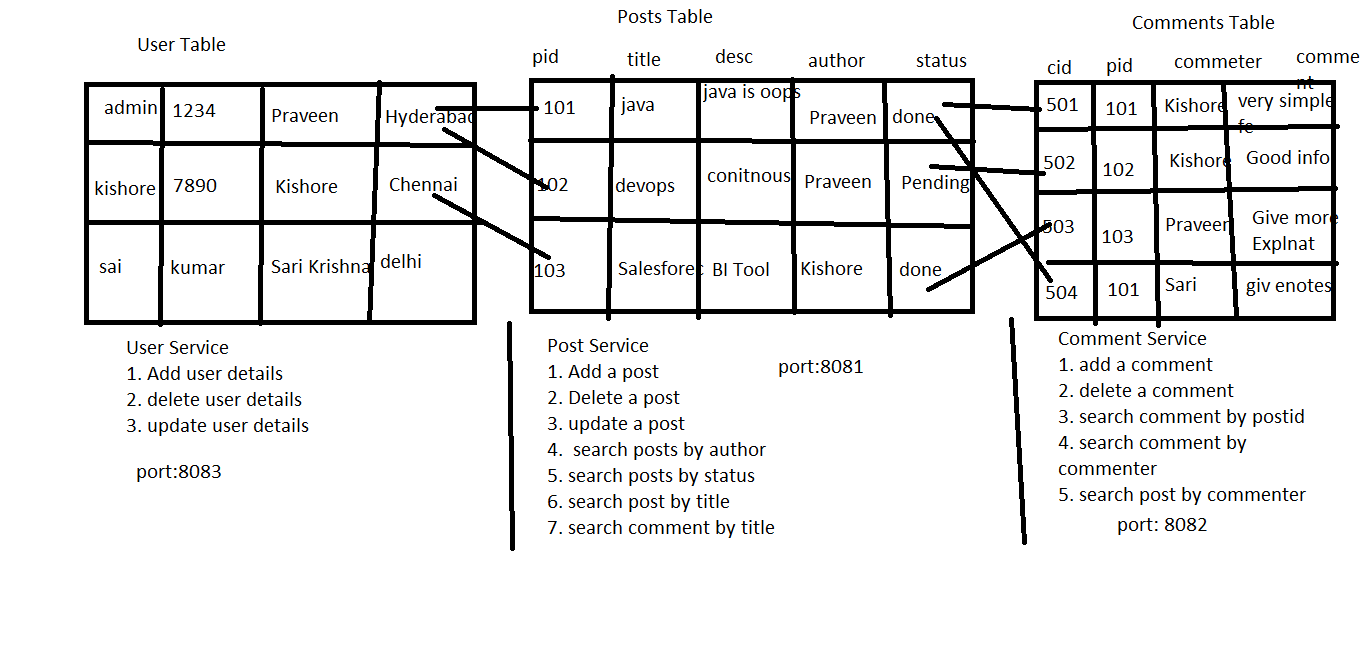 User Table
admin 1234 Praveen Hyderabad
kishore 7890 Kishore Chennai
sai kumar Sari Krishna delhi
User Service
1. Add user details
2. delete user details
3. update user details
port:8083
Posts Table
pid title desc author status
101 java java is oops Praveen done
102 devops conitnous Praveen Pending
103 Salesforec BI Tool Kishore done
Post Service
1. Add a post
2. Delete a post
3. update a post
4. search posts by author
5. search posts by status
6. search post by title
7. search comment by title
port:8081
Comments Table
cid pid commeter comme
nt
501 101 Kishore very simple
fe
502 102 Kishore Good info
503 103 Praveen Give more
Explnat
504 101 Sari giv enotes
Comment Service
1. add a comment
2. delete a comment
3. search comment by postid
4. search comment by
commenter
5. search post by commenter
port: 8082